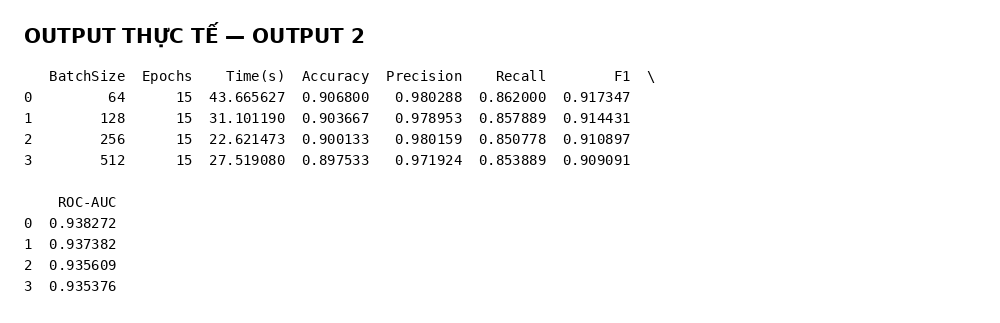 OUTPUT THỰC TẾ — OUTPUT 2
   BatchSize  Epochs    Time(s)  Accuracy  Precision    Recall        F1  \
0         64      15  43.665627  0.906800   0.980288  0.862000  0.917347
1        128      15  31.101190  0.903667   0.978953  0.857889  0.914431
2        256      15  22.621473  0.900133   0.980159  0.850778  0.910897
3        512      15  27.519080  0.897533   0.971924  0.853889  0.909091
    ROC-AUC
0  0.938272
1  0.937382
2  0.935609
3  0.935376